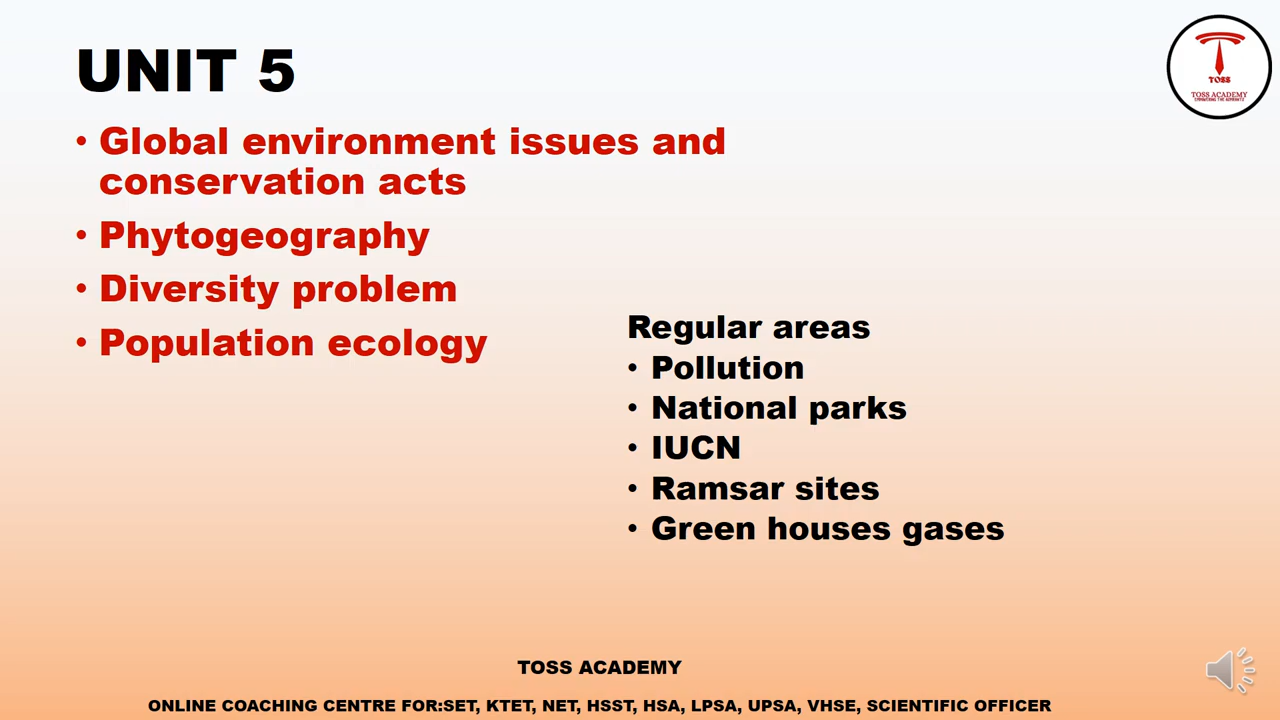 UNIT 5
TOSS
TOSS ACADEMY
• Global environment issues and
conservation acts
• Phytogeography
• Diversity problem
• Population ecology
Regular areas
• Pollution
• National parks
• IUCN
• Ramsar sites
• Green houses gases
TOSS ACADEMY
ONLINE COACHING CENTRE FOR:SET, KTET, NET, HSST, HSA, LPSA, UPSA, VHSE, SCIENTIFIC OFFICER